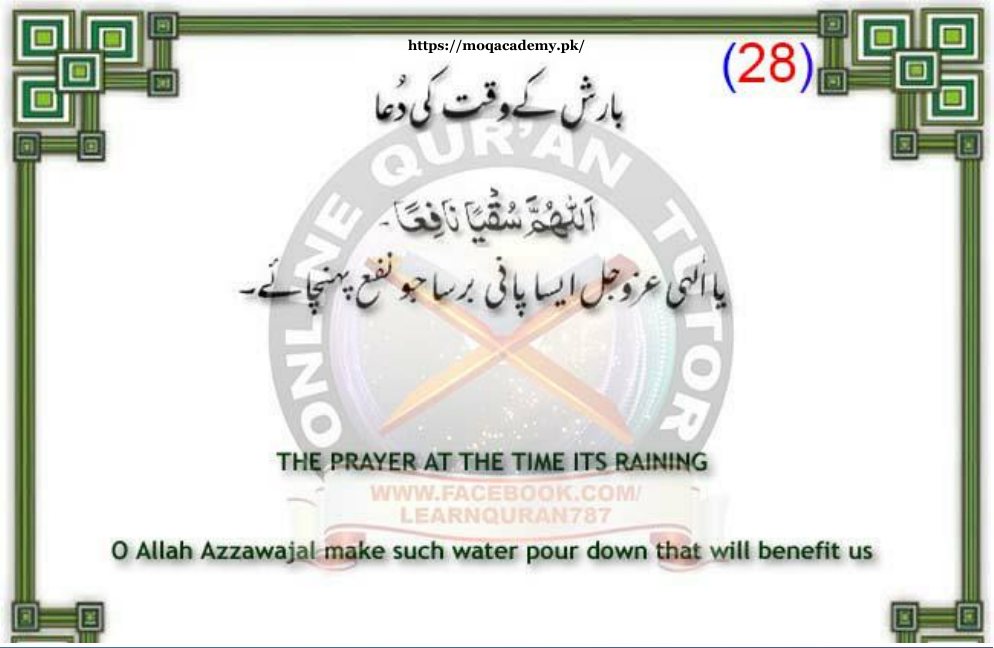 https://moqacademy.pk/
(28)
بارش کے وقت کی دُعا
ONLINE QUR'AN TUTOR
اَللّٰهُمَّ سُقْيًا نَافِعًا۔
یا الٰہی عزوجل ایسا پانی برسا جو نفع پہنچائے۔
THE PRAYER AT THE TIME ITS RAINING
WWW.FACEBOOK.COM/
LEARNQURAN787
O Allah Azzawajal make such water pour down that will benefit us